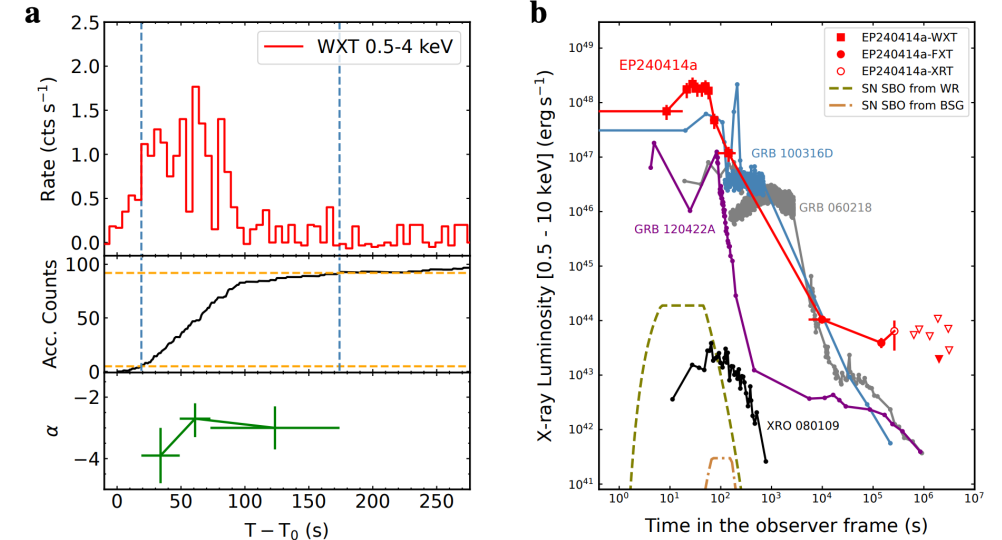 a
2.5
2.0
1.5
1.0
0.5
0.0
Rate (cts s⁻¹)
WXT 0.5-4 keV
100
50
0
Acc. Counts
−2
−4
α
0
50
100
150
200
250
T − T₀ (s)
b
10⁴⁹
10⁴⁸
10⁴⁷
10⁴⁶
10⁴⁵
10⁴⁴
10⁴³
10⁴²
10⁴¹
X-ray Luminosity [0.5 - 10 keV] (erg s⁻¹)
EP240414a
EP240414a-WXT
EP240414a-FXT
EP240414a-XRT
SN SBO from WR
SN SBO from BSG
GRB 100316D
GRB 060218
GRB 120422A
XRO 080109
10⁰
10¹
10²
10³
10⁴
10⁵
10⁶
10⁷
Time in the observer frame (s)